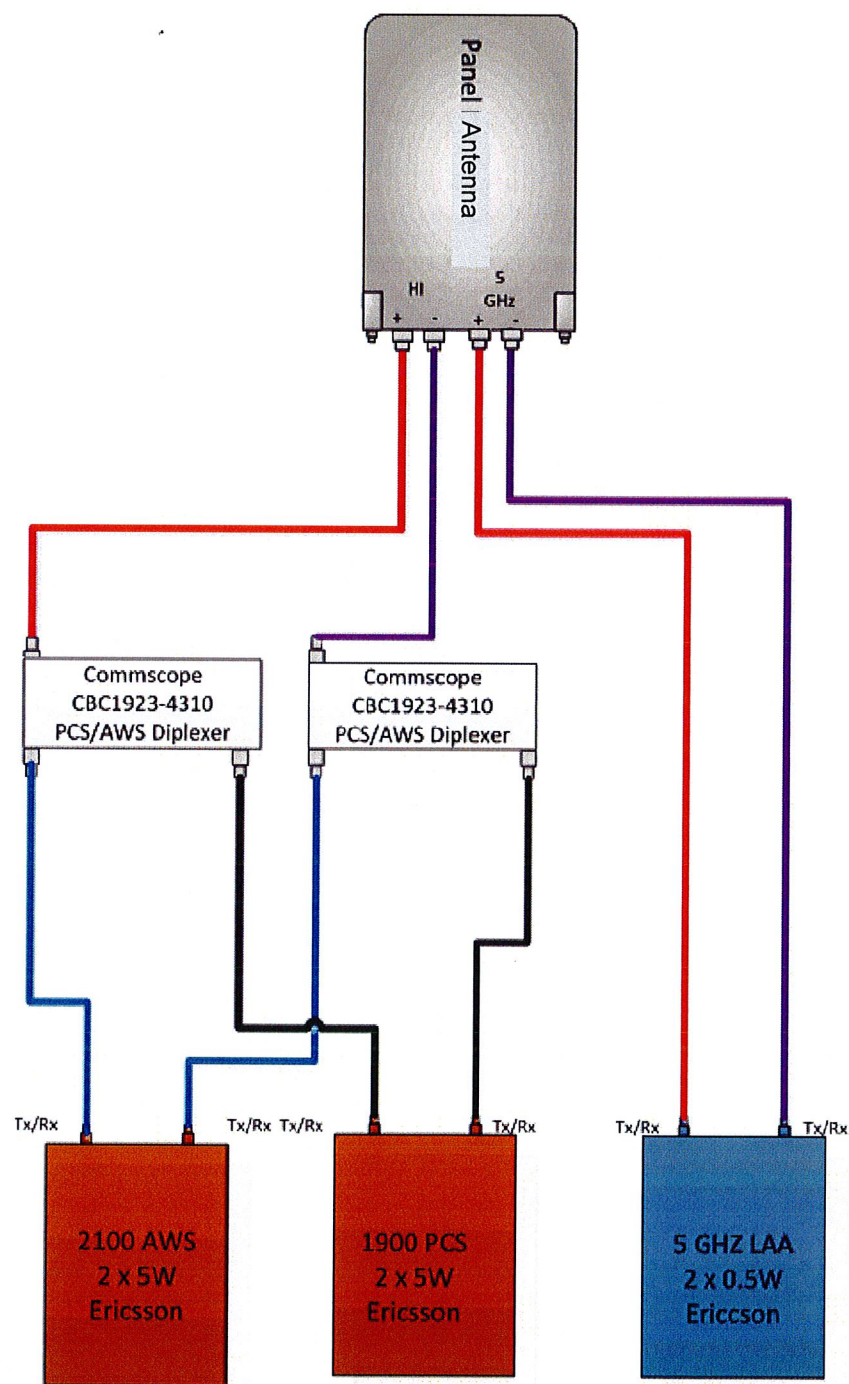 Panel Antenna
HI
5
GHz
+ - + -
Commscope
CBC1923-4310
PCS/AWS Diplexer
Commscope
CBC1923-4310
PCS/AWS Diplexer
Tx/Rx
Tx/Rx
Tx/Rx
Tx/Rx
Tx/Rx
Tx/Rx
2100 AWS
2 x 5W
Ericsson
1900 PCS
2 x 5W
Ericsson
5 GHZ LAA
2 x 0.5W
Ericcson